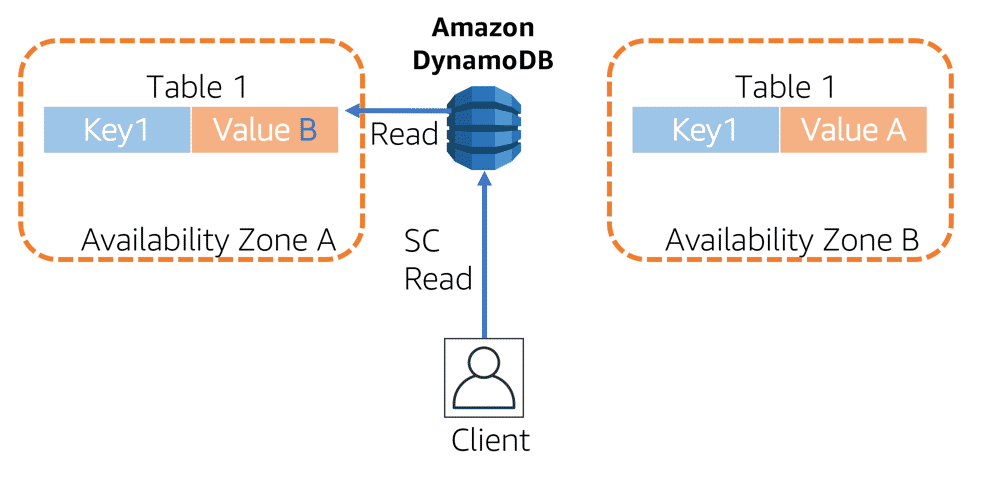 Amazon
DynamoDB
Table 1
Key1
Value B
Read
Availability Zone A
SC
Read
Client
Table 1
Key1
Value A
Availability Zone B